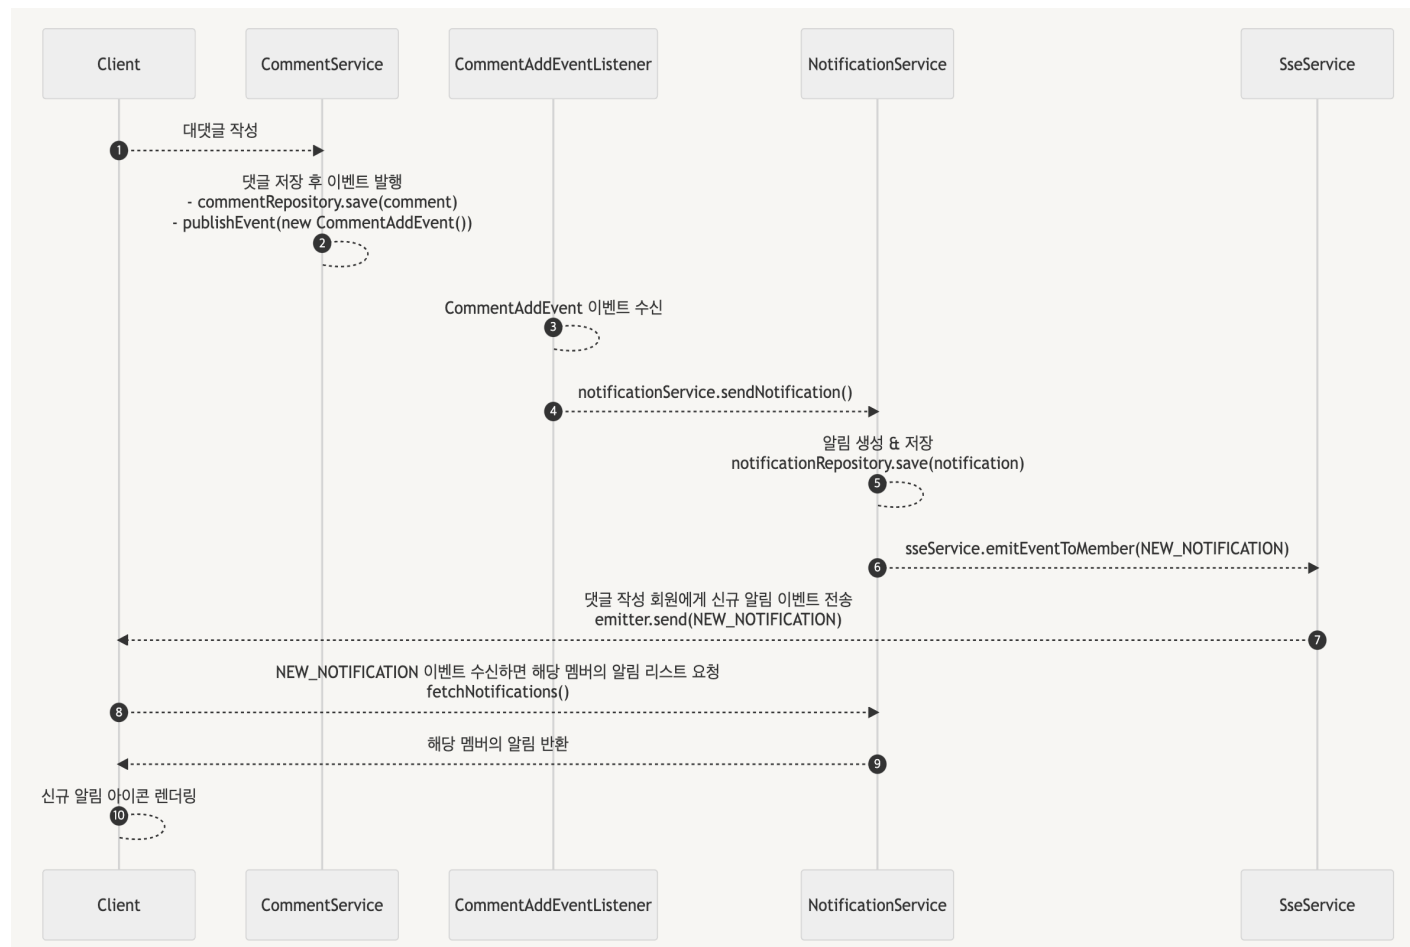 Client
CommentService
CommentAddEventListener
NotificationService
SseService
대댓글 작성
1
댓글 저장 후 이벤트 발행
- commentRepository.save(comment)
- publishEvent(new CommentAddEvent())
2
CommentAddEvent 이벤트 수신
3
notificationService.sendNotification()
4
알림 생성 & 저장
notificationRepository.save(notification)
5
sseService.emitEventToMember(NEW_NOTIFICATION)
6
댓글 작성 회원에게 신규 알림 이벤트 전송
emitter.send(NEW_NOTIFICATION)
7
NEW_NOTIFICATION 이벤트 수신하면 해당 멤버의 알림 리스트 요청
fetchNotifications()
8
해당 멤버의 알림 반환
9
신규 알림 아이콘 렌더링
10
Client
CommentService
CommentAddEventListener
NotificationService
SseService